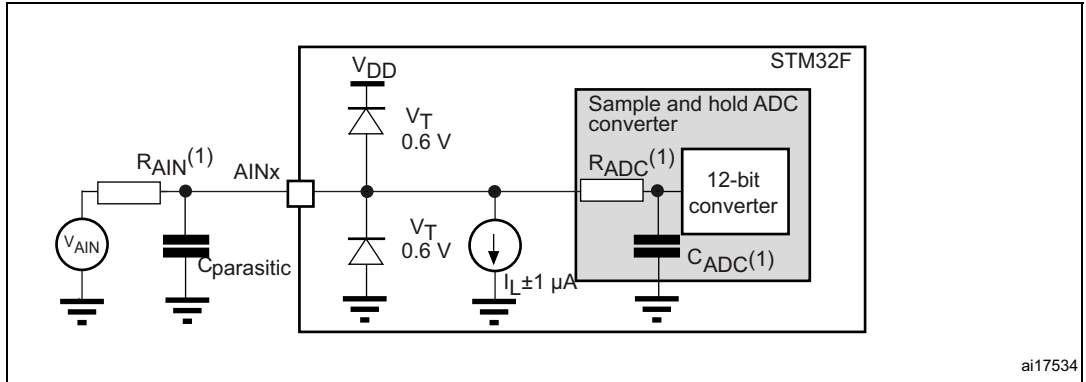 STM32F
VDD
Sample and hold ADC
converter
VT
0.6 V
RAIN(1)
AINx
RADC(1)
12-bit
converter
VAIN
Cparasitic
VT
0.6 V
IL±1 µA
CADC(1)
ai17534